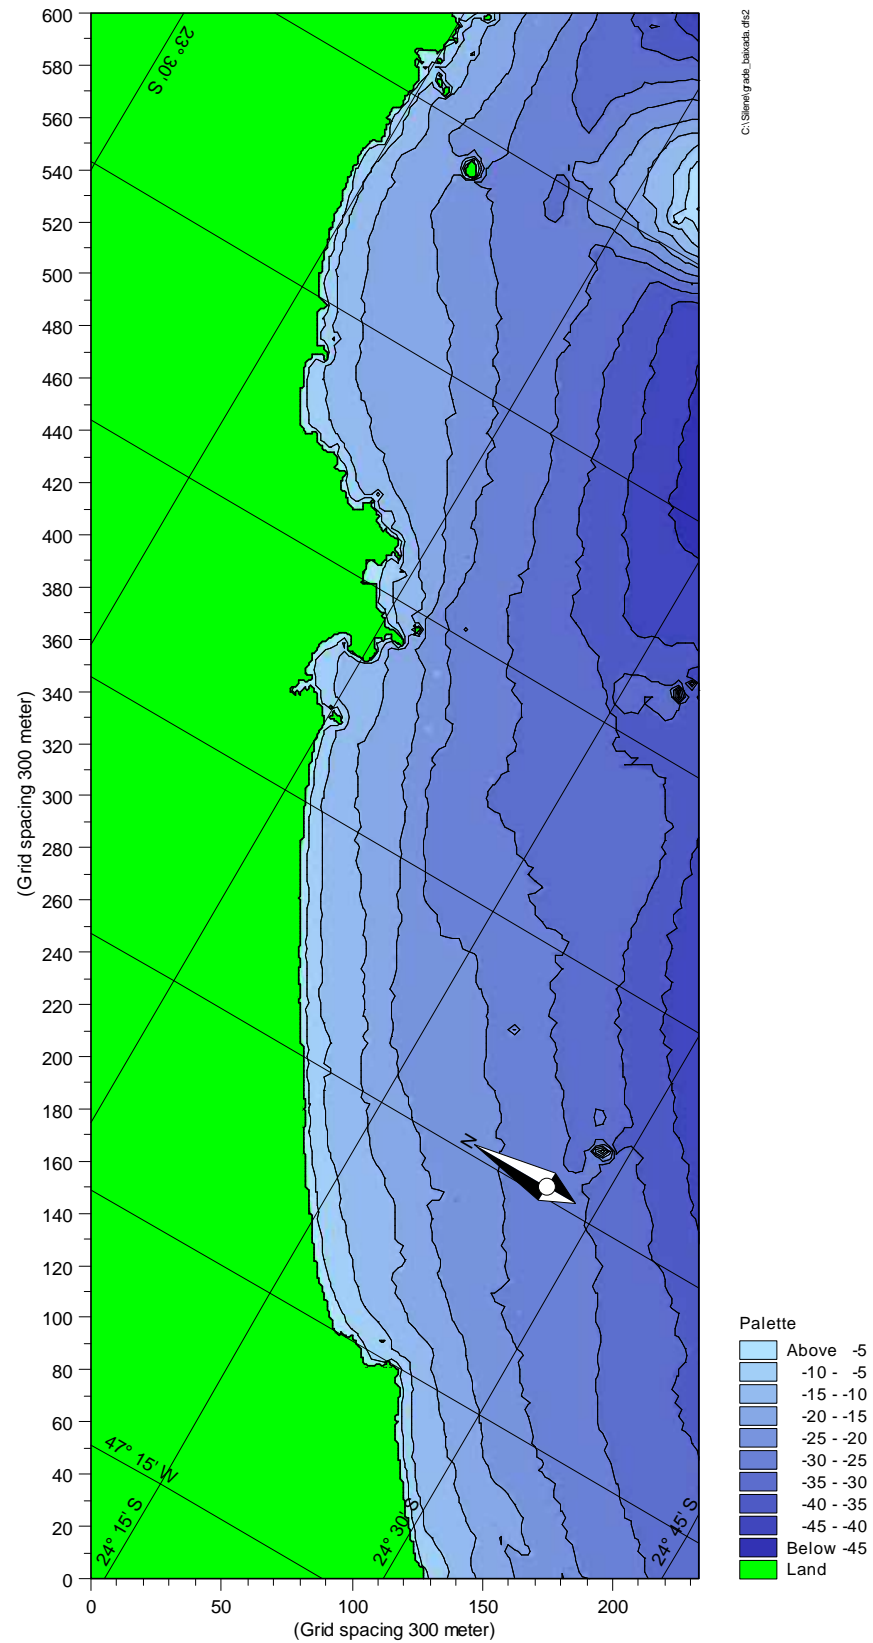 600
580
560
540
520
500
480
460
440
420
400
380
360
340
320
300
280
260
240
220
200
180
160
140
120
100
80
60
40
20
0
(Grid spacing 300 meter)
23° 30' S
N
47° 15' W
24° 15' S
24° 30' S
24° 45' S
0 50 100 150 200
(Grid spacing 300 meter)
C:\Silene\grade_baixada.dfs2
Palette
Above -5
-10 - -5
-15 - -10
-20 - -15
-25 - -20
-30 - -25
-35 - -30
-40 - -35
-45 - -40
Below -45
Land